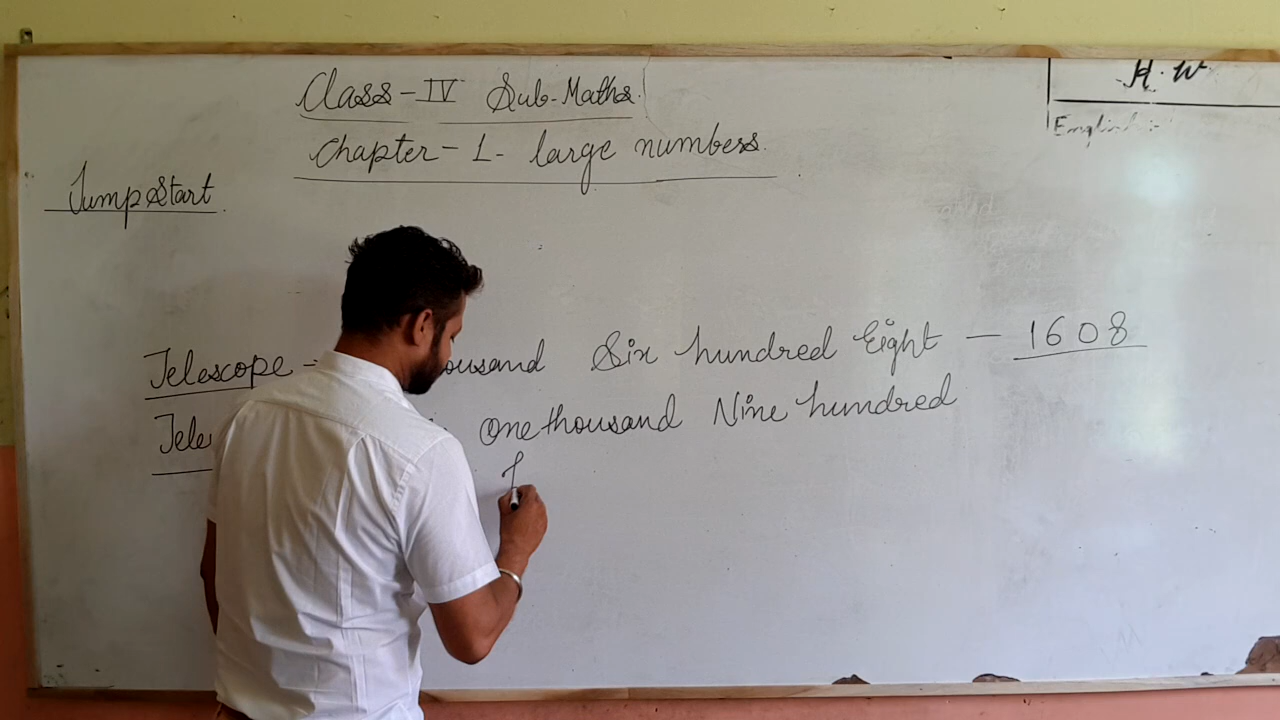 Class-IV Sub-Maths.
H.W
Chapter-1- large numbers.
English:-
JumpStart.
Telescope - ousand Six hundred Eight — 1608
Tele One thousand Nine hundred
f